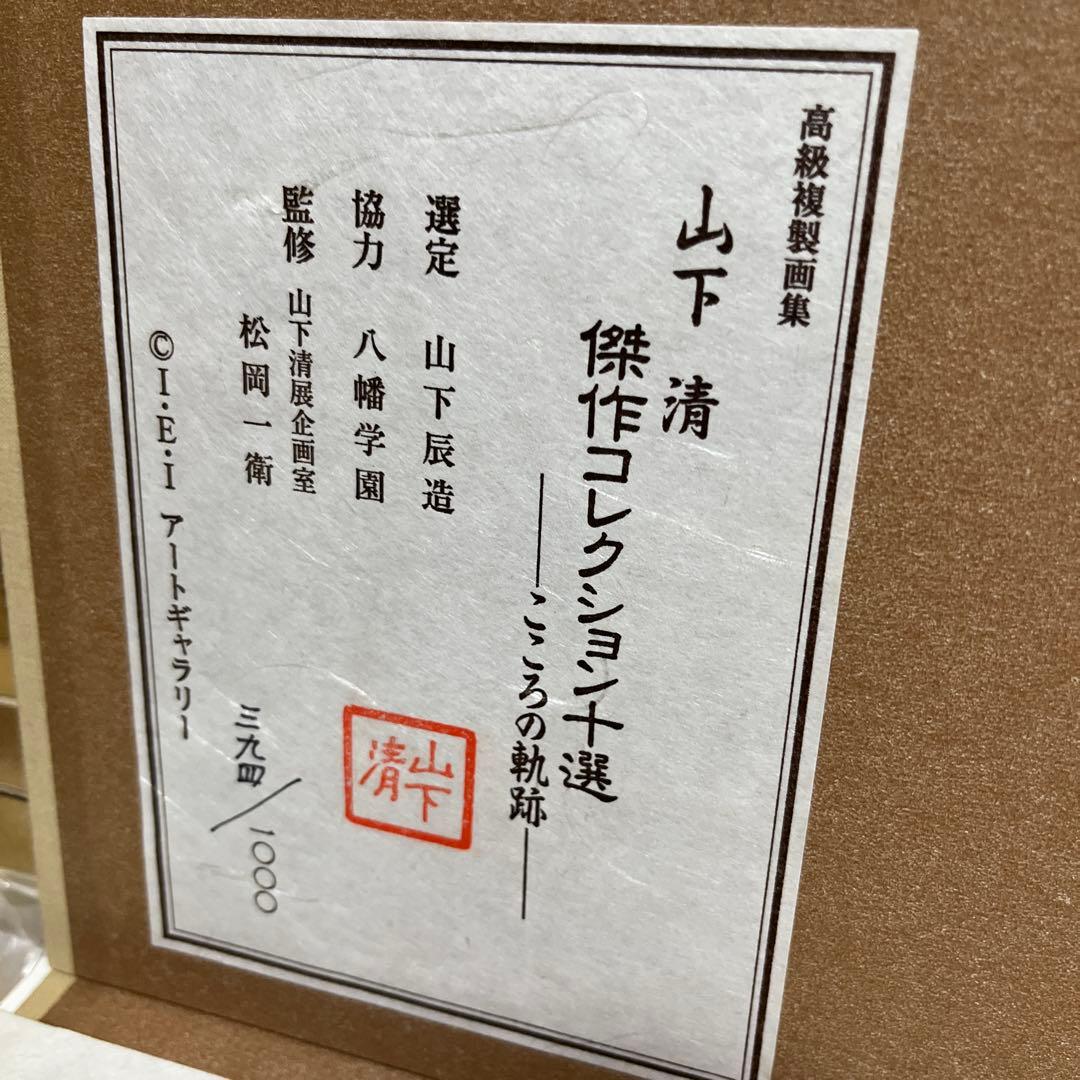 高級複製画集
山下 清
傑作コレクション十選
――こころの軌跡――
選定 山下辰造
協力 八幡学園
監修 山下清展企画室
松岡一衛
©I・E・I アートギャラリー
三九四/一〇〇〇
山下清